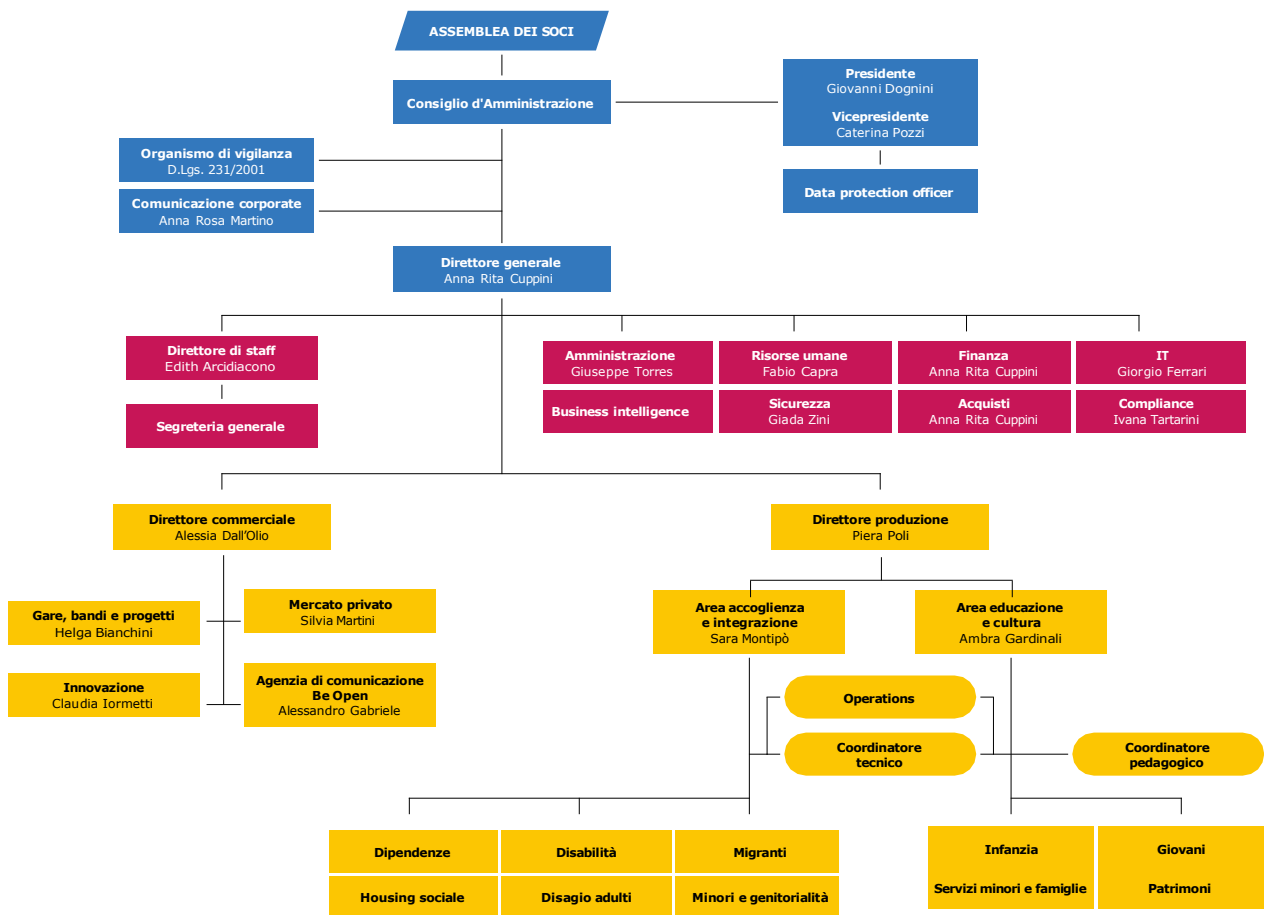 ASSEMBLEA DEI SOCI
Consiglio d'Amministrazione
Presidente
Giovanni Dognini
Vicepresidente
Caterina Pozzi
Organismo di vigilanza
D.Lgs. 231/2001
Data protection officer
Comunicazione corporate
Anna Rosa Martino
Direttore generale
Anna Rita Cuppini
Direttore di staff
Edith Arcidiacono
Segreteria generale
Amministrazione
Giuseppe Torres
Risorse umane
Fabio Capra
Finanza
Anna Rita Cuppini
IT
Giorgio Ferrari
Business intelligence
Sicurezza
Giada Zini
Acquisti
Anna Rita Cuppini
Compliance
Ivana Tartarini
Direttore commerciale
Alessia Dall'Olio
Direttore produzione
Piera Poli
Gare, bandi e progetti
Helga Bianchini
Mercato privato
Silvia Martini
Innovazione
Claudia Iormetti
Agenzia di comunicazione
Be Open
Alessandro Gabriele
Area accoglienza
e integrazione
Sara Montipò
Area educazione
e cultura
Ambra Gardinali
Operations
Coordinatore
tecnico
Coordinatore
pedagogico
Dipendenze
Disabilità
Migranti
Housing sociale
Disagio adulti
Minori e genitorialità
Infanzia
Giovani
Servizi minori e famiglie
Patrimoni